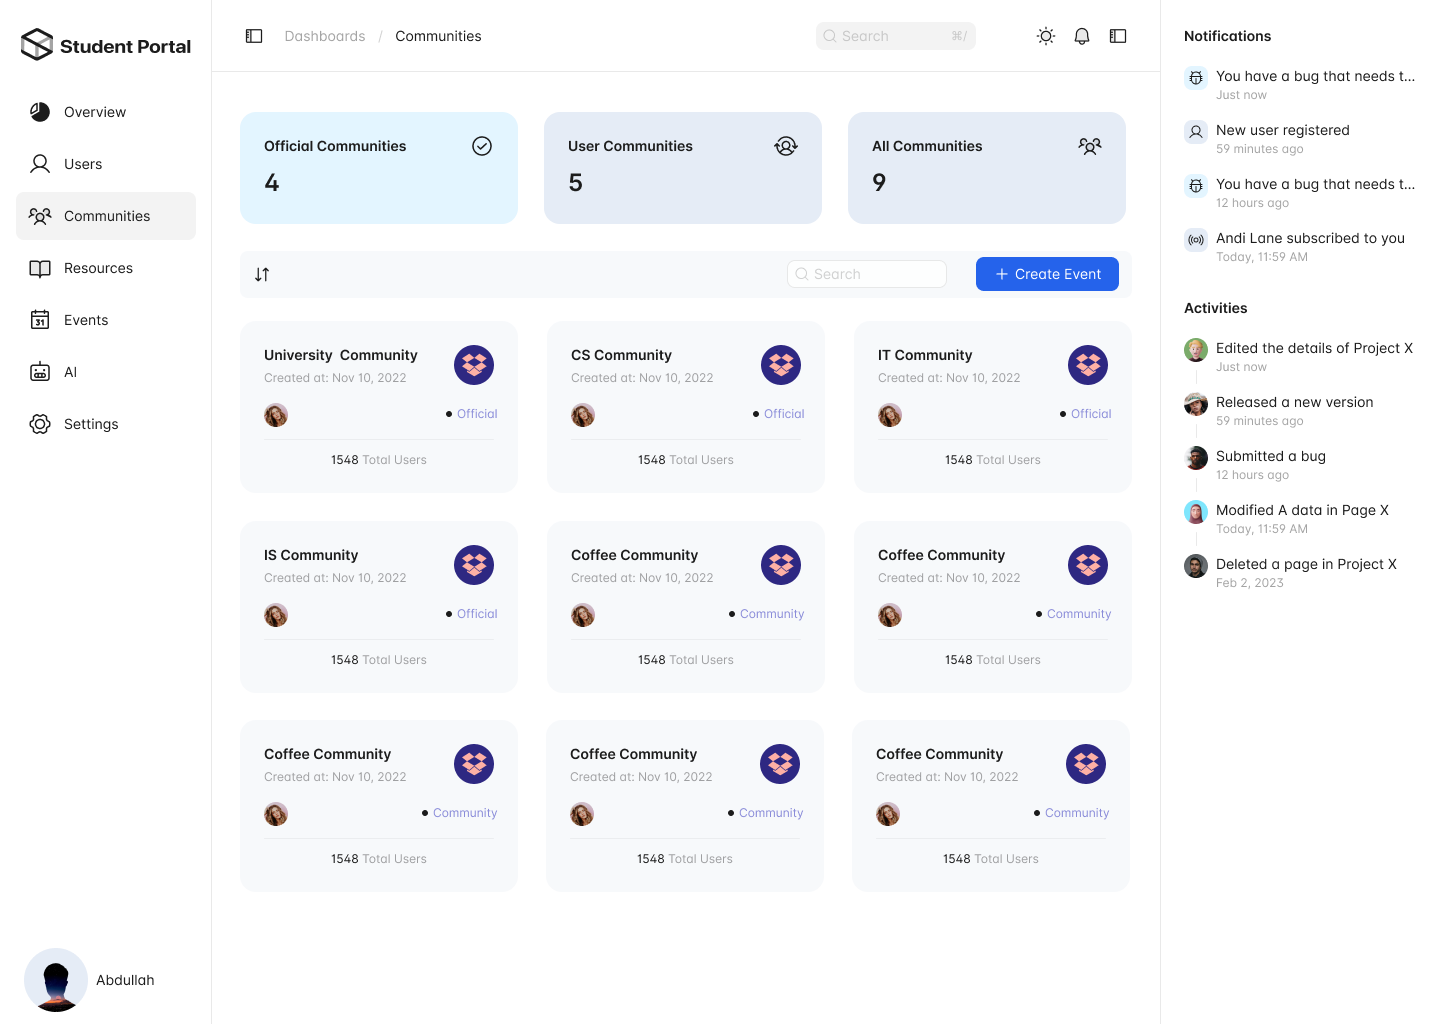 Student Portal
Overview
Users
Communities
Resources
Events
31
AI
Settings
Abdullah
Dashboards / Communities
Search ⌘/
Official Communities
4
User Communities
5
All Communities
9
Search
+ Create Event
University Community
Created at: Nov 10, 2022
• Official
1548 Total Users
CS Community
Created at: Nov 10, 2022
• Official
1548 Total Users
IT Community
Created at: Nov 10, 2022
• Official
1548 Total Users
IS Community
Created at: Nov 10, 2022
• Official
1548 Total Users
Coffee Community
Created at: Nov 10, 2022
• Community
1548 Total Users
Coffee Community
Created at: Nov 10, 2022
• Community
1548 Total Users
Coffee Community
Created at: Nov 10, 2022
• Community
1548 Total Users
Coffee Community
Created at: Nov 10, 2022
• Community
1548 Total Users
Coffee Community
Created at: Nov 10, 2022
• Community
1548 Total Users
Notifications
You have a bug that needs t...
Just now
New user registered
59 minutes ago
You have a bug that needs t...
12 hours ago
Andi Lane subscribed to you
Today, 11:59 AM
Activities
Edited the details of Project X
Just now
Released a new version
59 minutes ago
Submitted a bug
12 hours ago
Modified A data in Page X
Today, 11:59 AM
Deleted a page in Project X
Feb 2, 2023